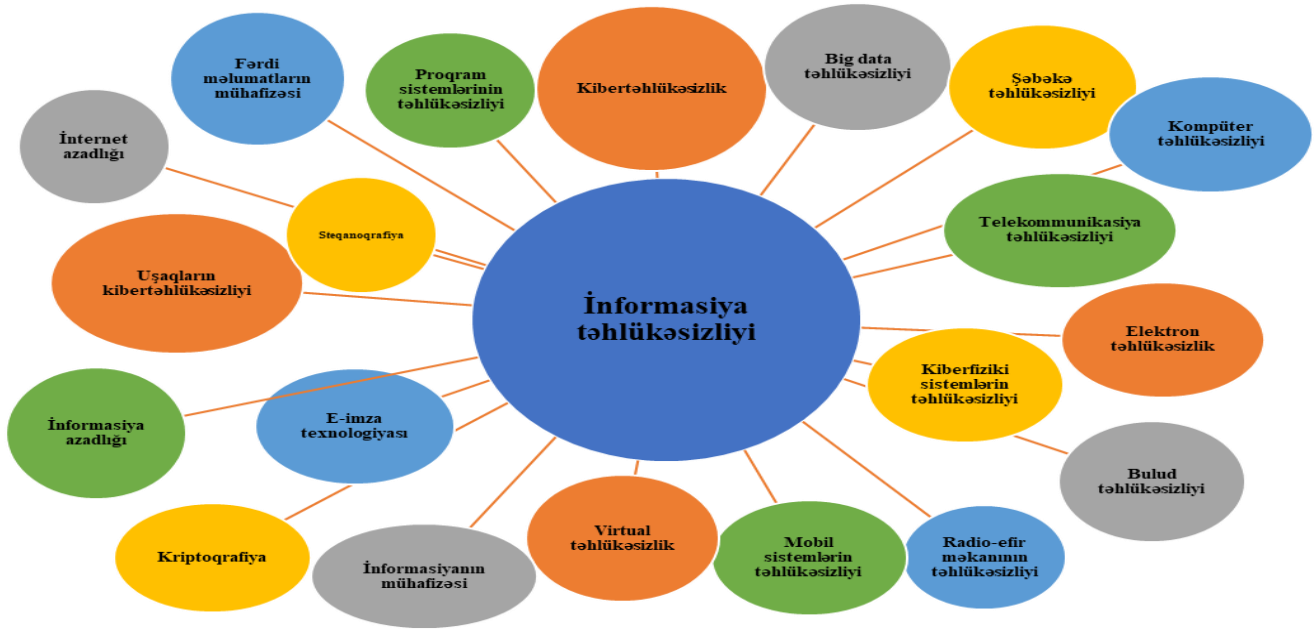 Fərdi
məlumatların
mühafizəsi
Proqram
sistemlərinin
təhlükəsizliyi
Kibertəhlükəsizlik
Big data
təhlükəsizliyi
Şəbəkə
təhlükəsizliyi
Kompüter
təhlükəsizliyi
İnternet
azadlığı
Steqanoqrafiya
Telekommunikasiya
təhlükəsizliyi
Uşaqların
kibertəhlükəsizliyi
İnformasiya
təhlükəsizliyi
Elektron
təhlükəsizlik
Kiberfiziki
sistemlərin
təhlükəsizliyi
İnformasiya
azadlığı
E-imza
texnologiyası
Bulud
təhlükəsizliyi
Kriptoqrafiya
İnformasiyanın
mühafizəsi
Virtual
təhlükəsizlik
Mobil
sistemlərin
təhlükəsizliyi
Radio-efir
məkanının
təhlükəsizliyi